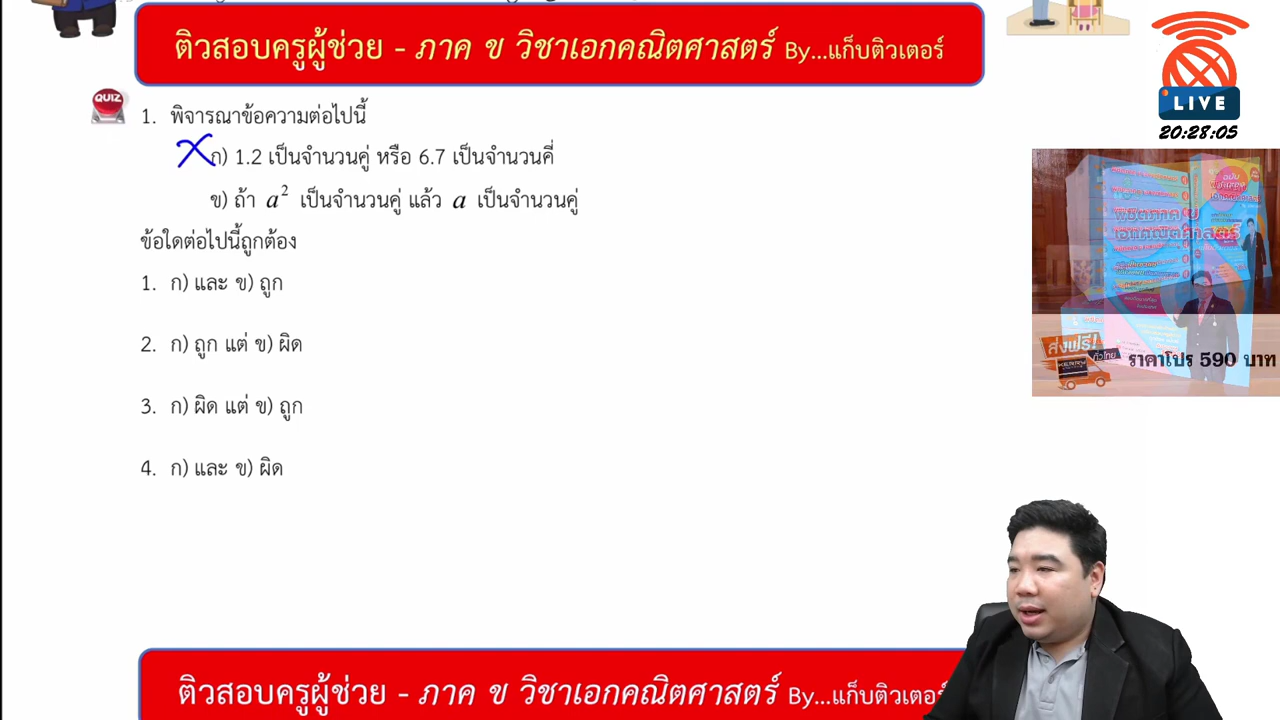 ติวสอบครูผู้ช่วย - ภาค ข วิชาเอกคณิตศาสตร์ By...แก็บติวเตอร์
LIVE
20:28:05
QUIZ
1. พิจารณาข้อความต่อไปนี้
ก) 1.2 เป็นจำนวนคู่ หรือ 6.7 เป็นจำนวนคี่
ข) ถ้า a² เป็นจำนวนคู่ แล้ว a เป็นจำนวนคู่
ข้อใดต่อไปนี้ถูกต้อง
1. ก) และ ข) ถูก
2. ก) ถูก แต่ ข) ผิด
3. ก) ผิด แต่ ข) ถูก
4. ก) และ ข) ผิด
ส่งฟรี!
ทั่วไทย
KERRY
ราคาโปร 590 บาท
ติวสอบครูผู้ช่วย - ภาค ข วิชาเอกคณิตศาสตร์ By...แก็บติวเตอร์